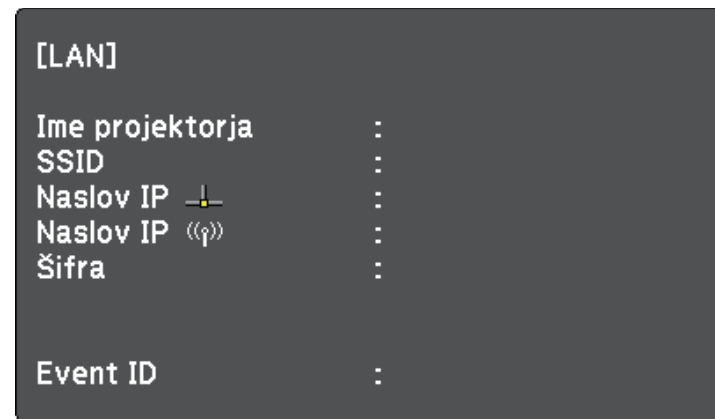 [LAN]
Ime projektorja :
SSID :
Naslov IP :
Naslov IP :
Šifra :
Event ID :